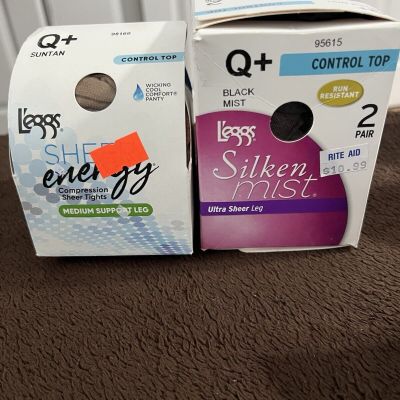 Q+
SUNTAN
CONTROL TOP
WICKING
COOL
COMFORT®
PANTY
L'eggs
energy®
Compression
Sheer Tights
MEDIUM SUPPORT LEG
Q+
95615
CONTROL TOP
BLACK
MIST
RUN
RESISTANT
2
PAIR
L'eggs
Silken
mist®
Ultra Sheer Leg
RITE AID
$10.99